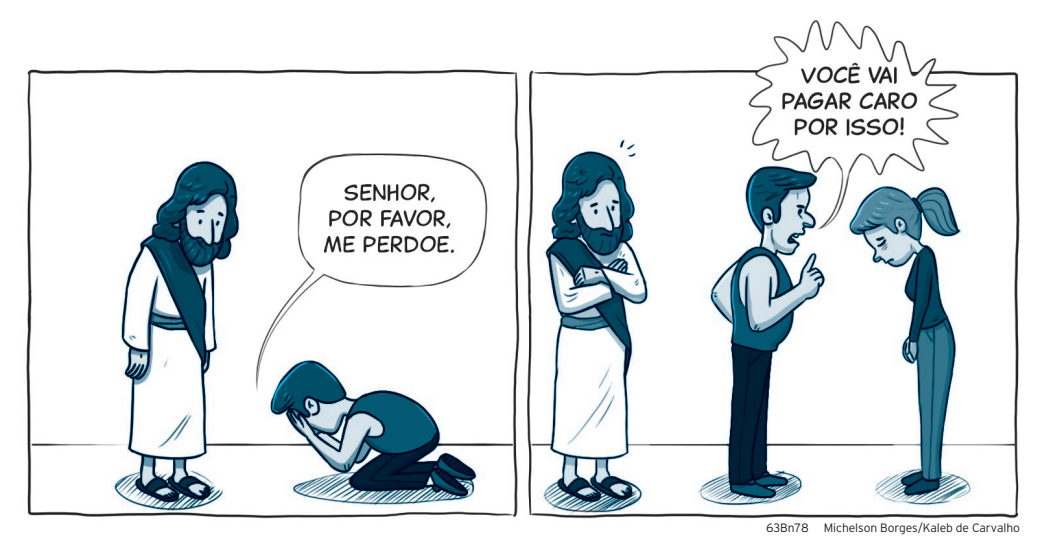 SENHOR,
POR FAVOR,
ME PERDOE.
VOCÊ VAI
PAGAR CARO
POR ISSO!
63Bn78 Michelson Borges/Kaleb de Carvalho